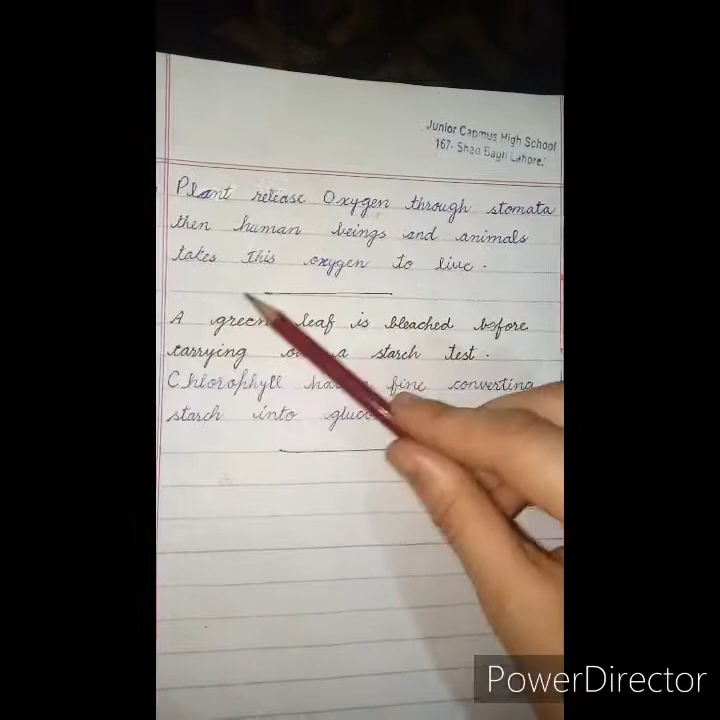 Junior Capmus High School
167- Shad Bagh Lahore.
Plant release Oxygen through stomata
then human beings and animals
takes this oxygen to live.
A green leaf is bleached before
carrying a starch test.
Chlorophyll fine converting
starch into
PowerDirector